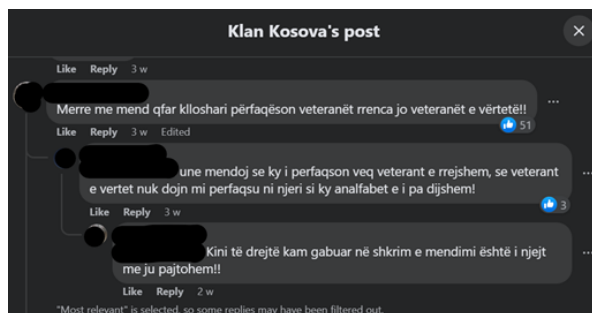 Klan Kosova's post
Like Reply 3 w
Merre me mend qfar klloshari përfaqëson veteranët rrenca jo veteranët e vërtetë!!
51
Like Reply 3 w Edited
une mendoj se ky i perfaqson veq veterant e rrejshem, se veterant
e vertet nuk dojn mi perfaqsu ni njeri si ky analfabet e i pa dijshem!
3
Like Reply 3 w
Kini të drejtë kam gabuar në shkrim e mendimi është i njejt
me ju pajtohem!!
Like Reply 2 w
"Most relevant" is selected, so some replies may have been filtered out.